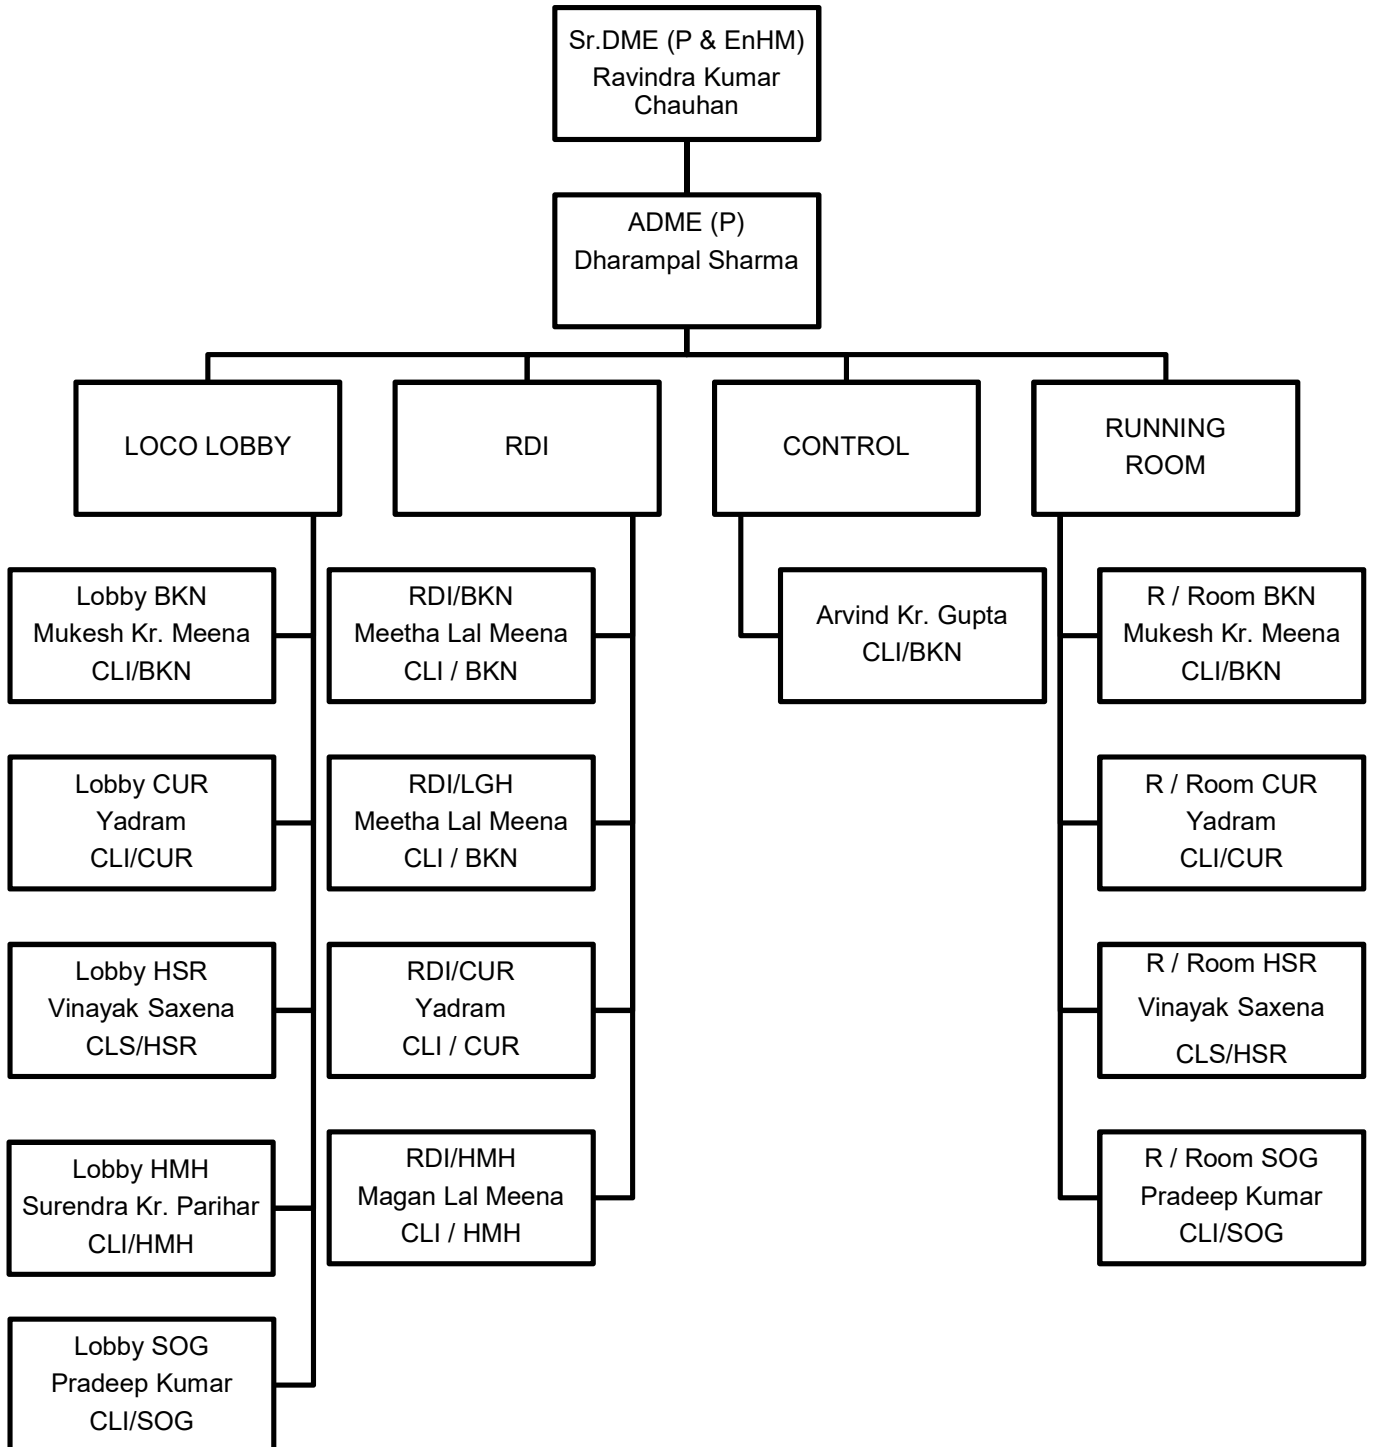 Sr.DME (P & EnHM)
Ravindra Kumar
Chauhan
ADME (P)
Dharampal Sharma
LOCO LOBBY
RDI
CONTROL
RUNNING
ROOM
Lobby BKN
Mukesh Kr. Meena
CLI/BKN
Lobby CUR
Yadram
CLI/CUR
Lobby HSR
Vinayak Saxena
CLS/HSR
Lobby HMH
Surendra Kr. Parihar
CLI/HMH
Lobby SOG
Pradeep Kumar
CLI/SOG
RDI/BKN
Meetha Lal Meena
CLI / BKN
RDI/LGH
Meetha Lal Meena
CLI / BKN
RDI/CUR
Yadram
CLI / CUR
RDI/HMH
Magan Lal Meena
CLI / HMH
Arvind Kr. Gupta
CLI/BKN
R / Room BKN
Mukesh Kr. Meena
CLI/BKN
R / Room CUR
Yadram
CLI/CUR
R / Room HSR
Vinayak Saxena
CLS/HSR
R / Room SOG
Pradeep Kumar
CLI/SOG